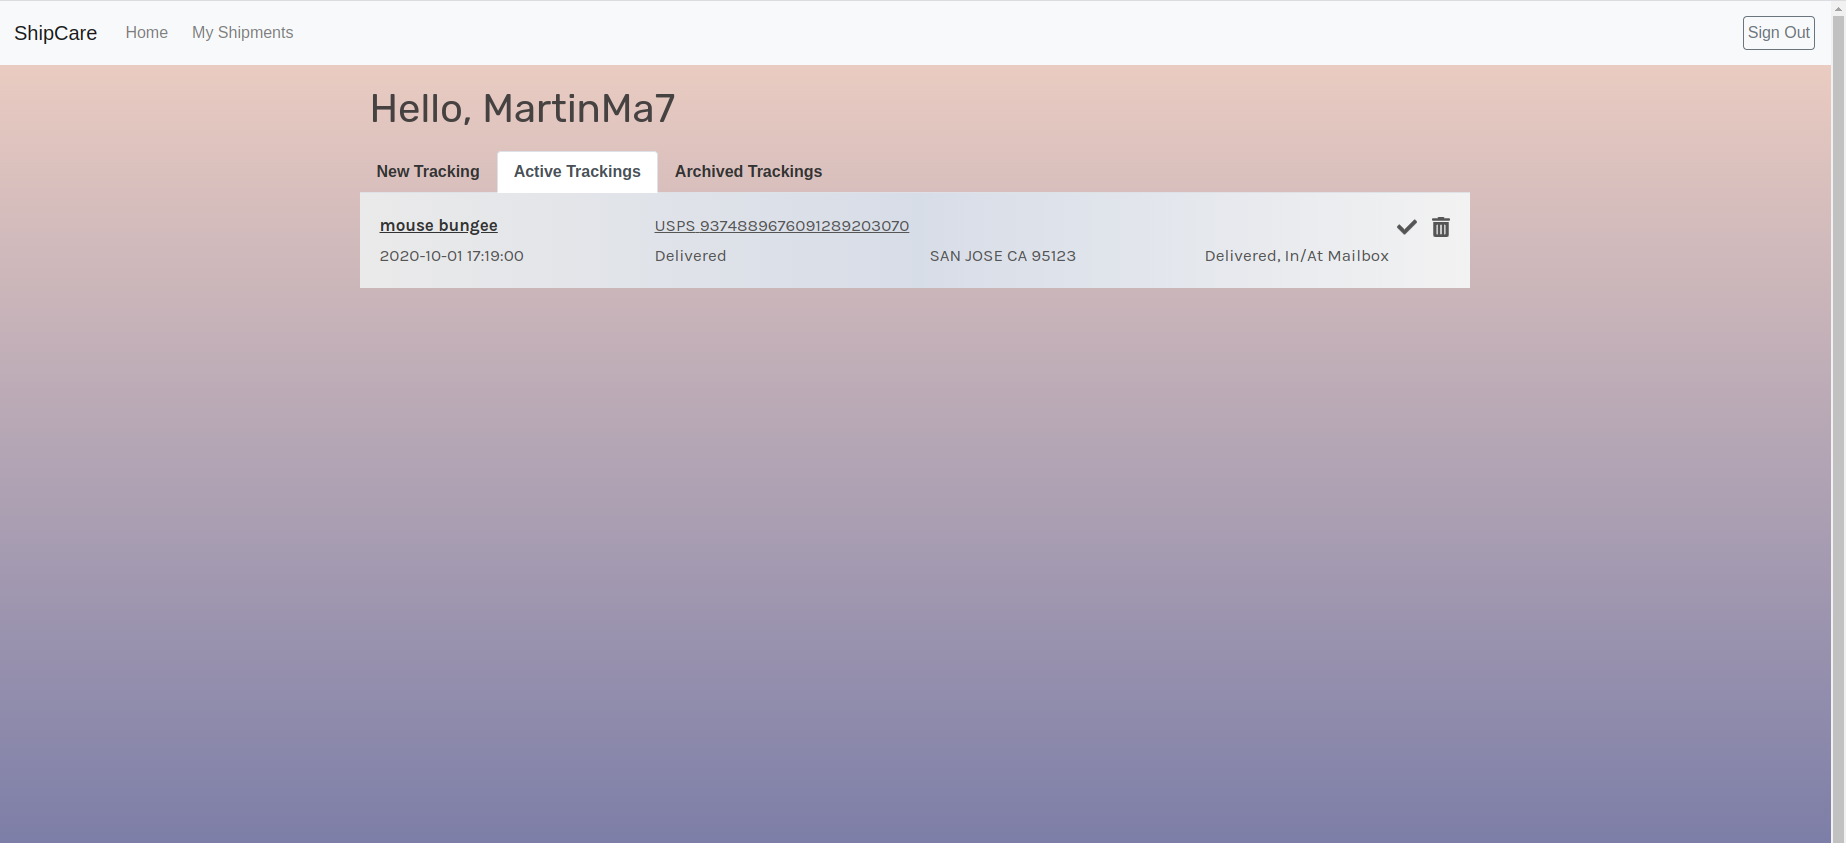 ShipCare Home My Shipments Sign Out
Hello, MartinMa7
New Tracking Active Trackings Archived Trackings
mouse bungee USPS 9374889676091289203070
2020-10-01 17:19:00 Delivered SAN JOSE CA 95123 Delivered, In/At Mailbox